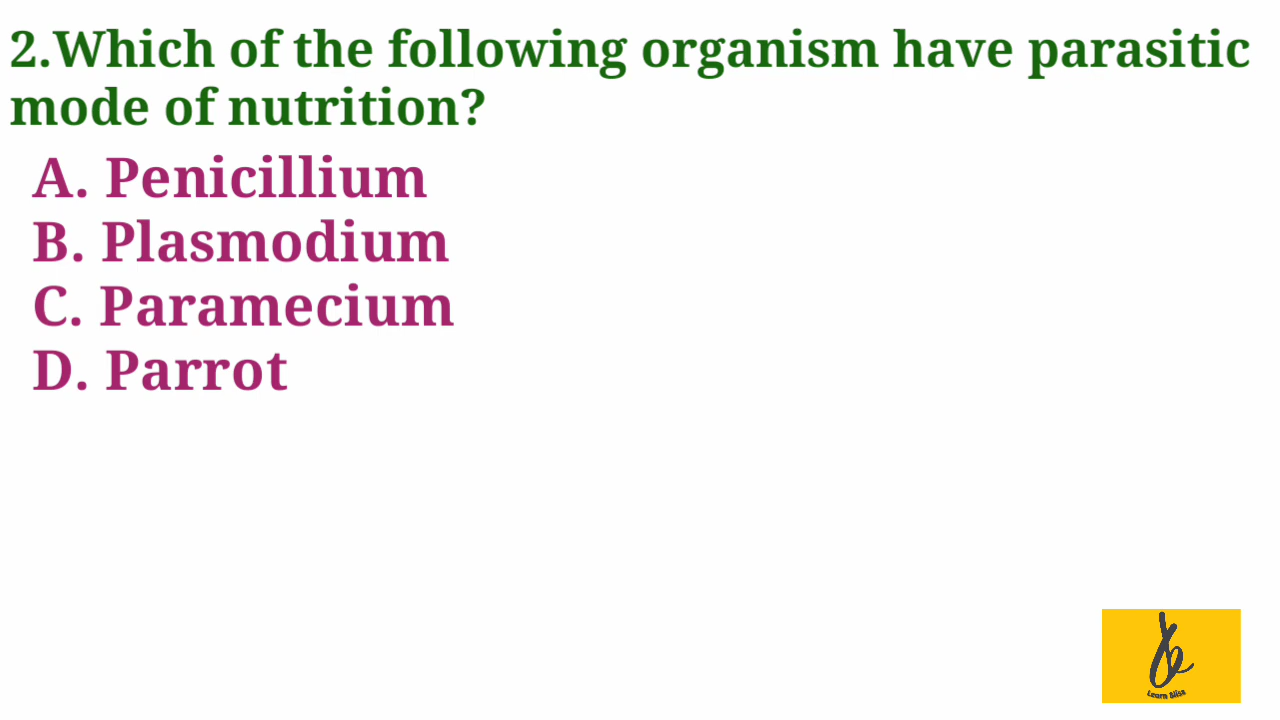 2.Which of the following organism have parasitic
mode of nutrition?
A. Penicillium
B. Plasmodium
C. Paramecium
D. Parrot
Learn Bliss